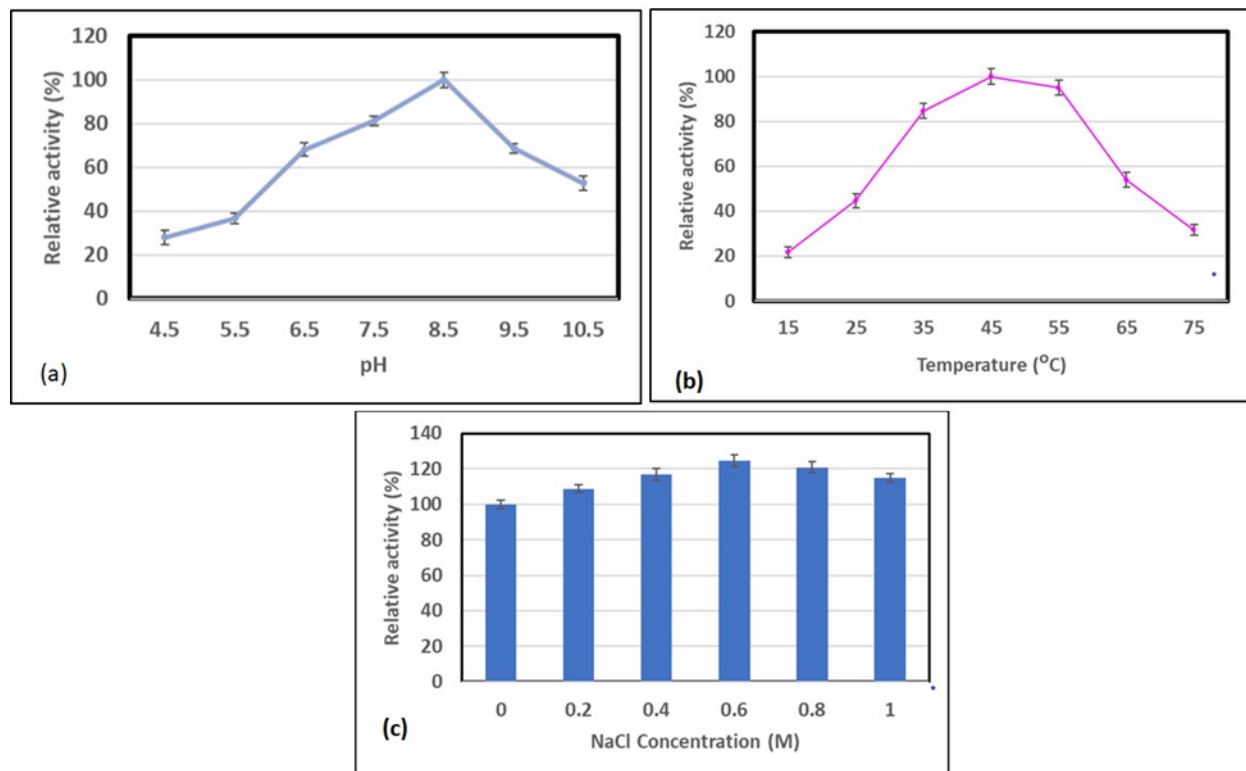 120
100
80
60
40
20
0
Relative activity (%)
4.5 5.5 6.5 7.5 8.5 9.5 10.5
pH
(a)
120
100
80
60
40
20
0
Relative activity (%)
15 25 35 45 55 65 75
Temperature (⁰C)
(b)
140
120
100
80
60
40
20
0
Relative activity (%)
0 0.2 0.4 0.6 0.8 1
NaCl Concentration (M)
(c)